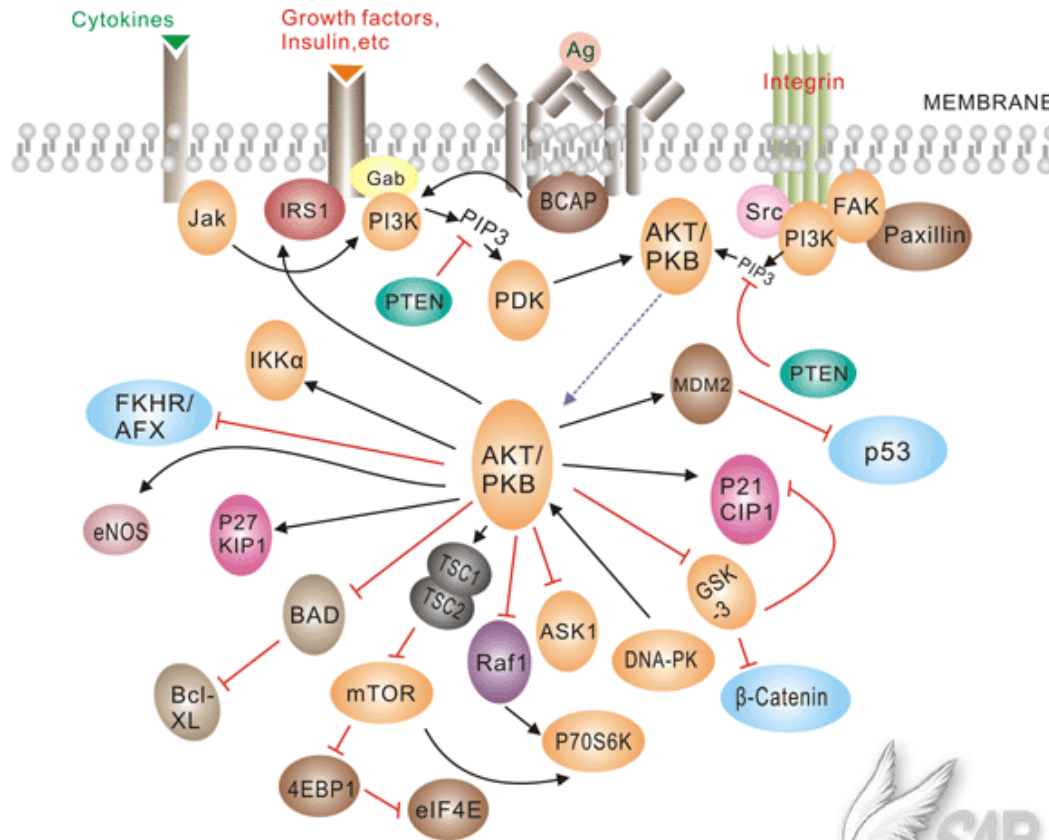 Cytokines
Growth factors,
Insulin,etc
Ag
Integrin
MEMBRANE
Gab
Jak
IRS1
PI3K
PIP3
BCAP
AKT/
PKB
Src
FAK
PI3K
Paxillin
PIP3
PTEN
PDK
PTEN
IKKα
MDM2
FKHR/
AFX
p53
AKT/
PKB
P21
CIP1
eNOS
P27
KIP1
TSC1
TSC2
GSK
-3
BAD
ASK1
Raf1
DNA-PK
Bcl-
XL
mTOR
β-Catenin
P70S6K
4EBP1
eIF4E